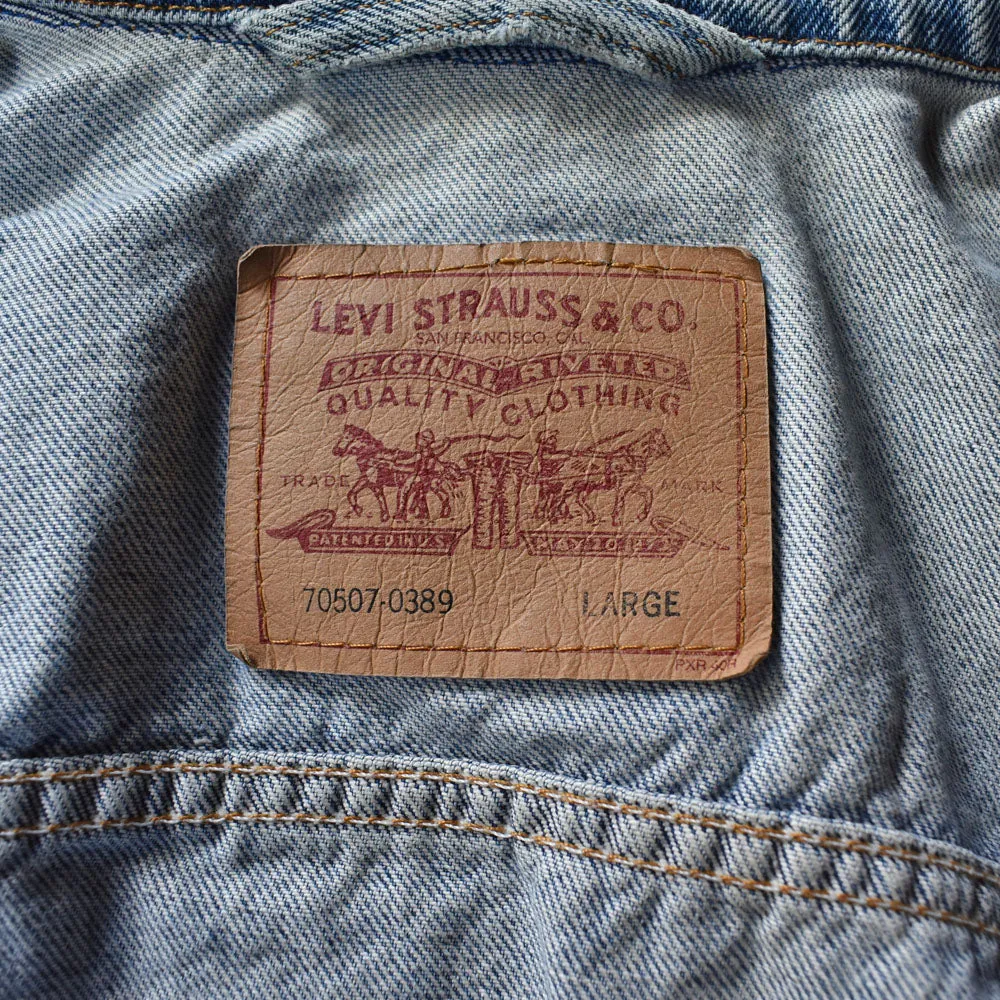 LEVI STRAUSS & CO.
SAN FRANCISCO, CAL.
ORIGINAL RIVETED
QUALITY CLOTHING
TRADE MARK
PATENTED IN U.S. MAY 20 1873
70507-0389 LARGE
PXR